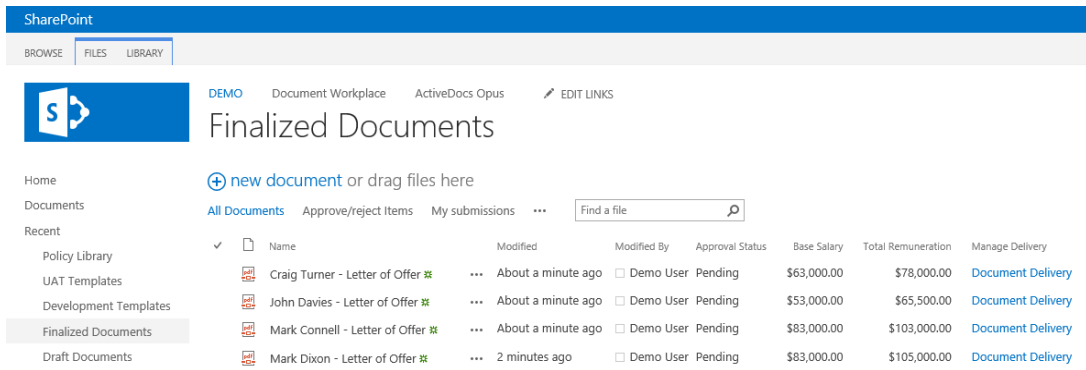 SharePoint
BROWSE FILES LIBRARY
S
DEMO Document Workplace ActiveDocs Opus EDIT LINKS
Finalized Documents
Home
Documents
Recent
Policy Library
UAT Templates
Development Templates
Finalized Documents
Draft Documents
new document or drag files here
All Documents Approve/reject Items My submissions ••• Find a file
Name Modified Modified By Approval Status Base Salary Total Remuneration Manage Delivery
pdf Craig Turner - Letter of Offer ••• About a minute ago Demo User Pending $63,000.00 $78,000.00 Document Delivery
pdf John Davies - Letter of Offer ••• About a minute ago Demo User Pending $53,000.00 $65,500.00 Document Delivery
pdf Mark Connell - Letter of Offer ••• About a minute ago Demo User Pending $83,000.00 $103,000.00 Document Delivery
pdf Mark Dixon - Letter of Offer ••• 2 minutes ago Demo User Pending $83,000.00 $105,000.00 Document Delivery